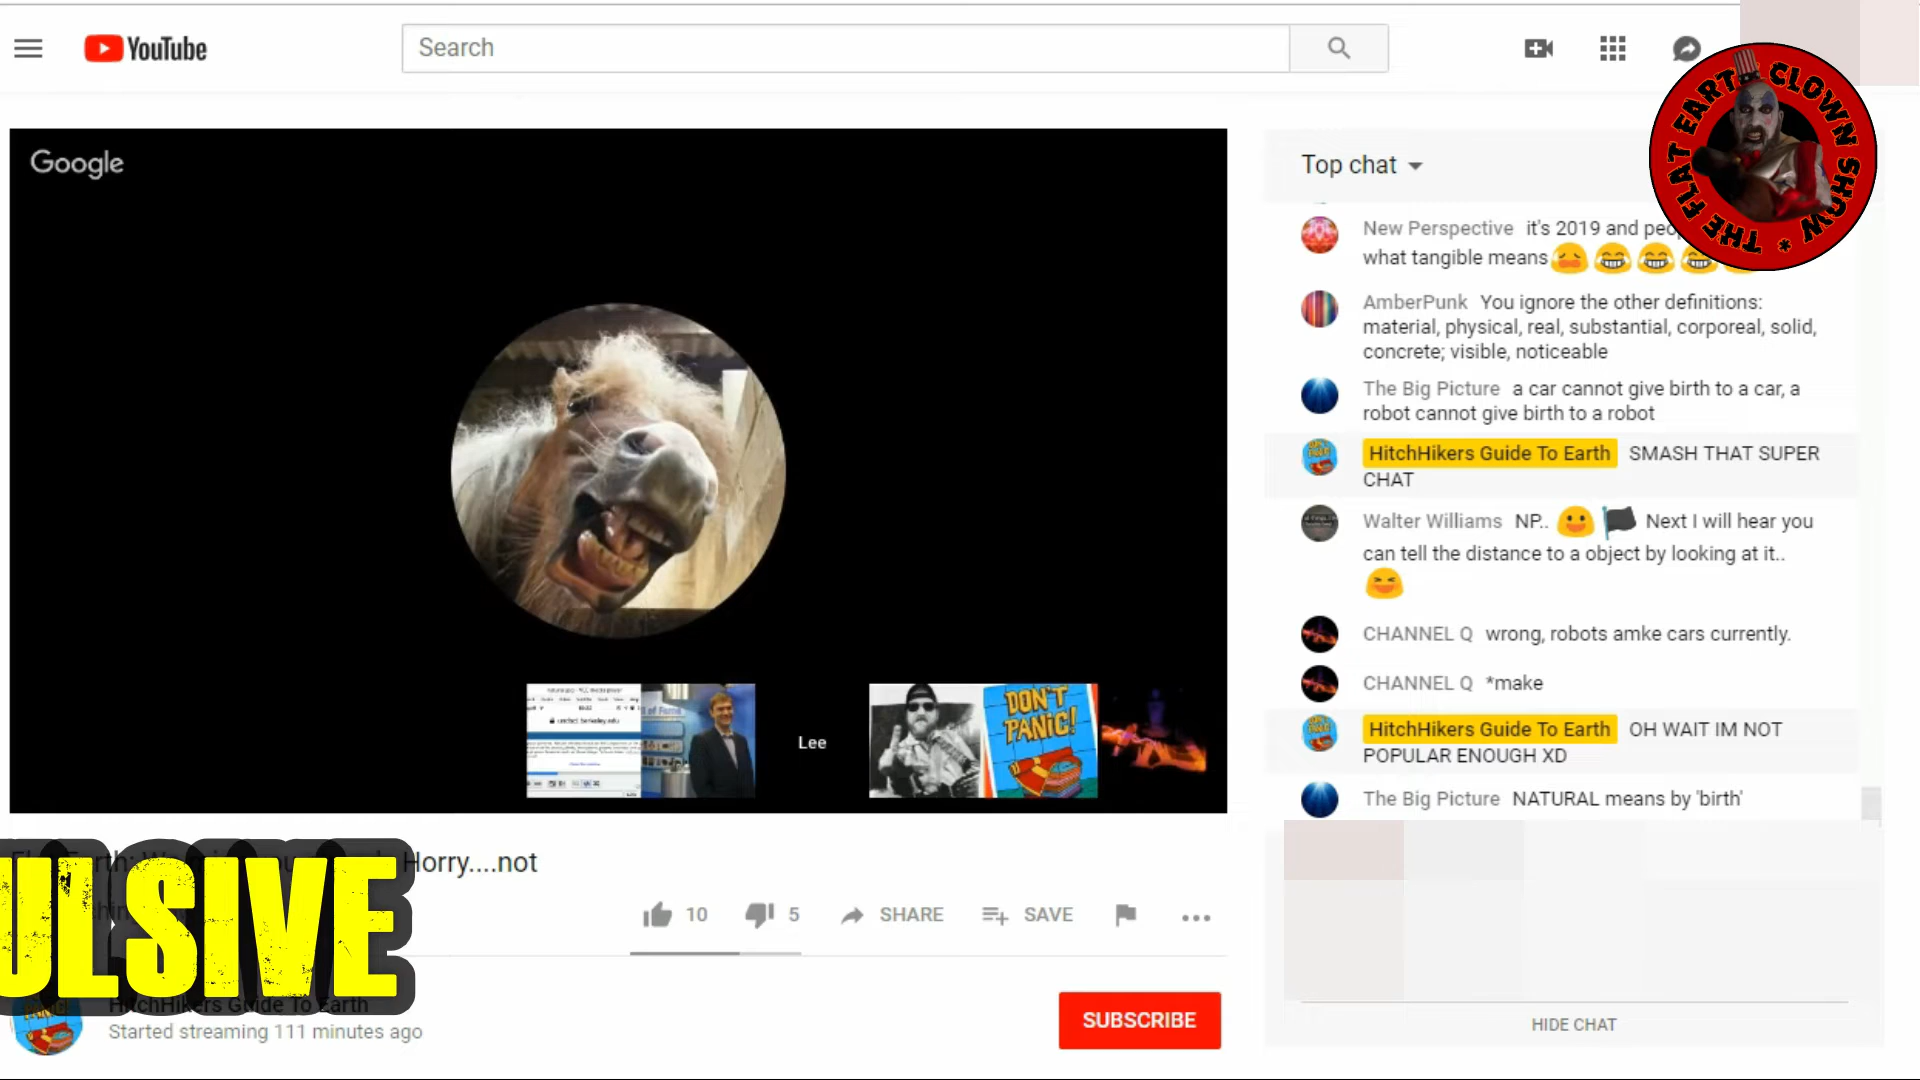 YouTube
Search
Google
Top chat
THE FLAT EARTH CLOWN SHOW *
New Perspective it's 2019 and
what tangible means
AmberPunk You ignore the other definitions:
material, physical, real, substantial, corporeal, solid,
concrete; visible, noticeable
The Big Picture a car cannot give birth to a car, a
robot cannot give birth to a robot
HitchHikers Guide To Earth SMASH THAT SUPER
CHAT
Walter Williams NP.. Next I will hear you
can tell the distance to a object by looking at it..
CHANNEL Q wrong, robots amke cars currently.
CHANNEL Q *make
HitchHikers Guide To Earth OH WAIT IM NOT
POPULAR ENOUGH XD
The Big Picture NATURAL means by 'birth'
Lee
DON'T
PANIC!
Horry....not
ULSIVE
10 5 SHARE SAVE
HitchHikers Guide To Earth
Started streaming 111 minutes ago
SUBSCRIBE
HIDE CHAT